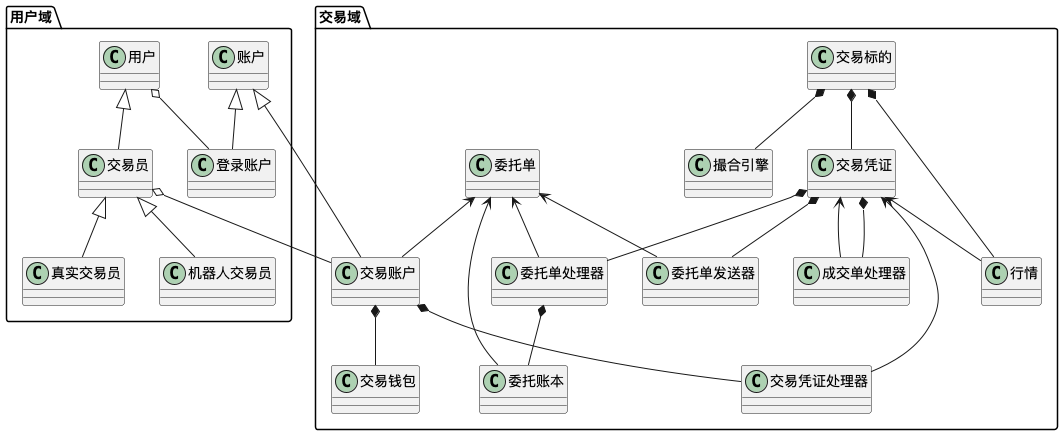 用户域
交易域
C 用户
C 账户
C 交易标的
C 交易员
C 登录账户
C 委托单
C 撮合引擎
C 交易凭证
C 真实交易员
C 机器人交易员
C 交易账户
C 委托单处理器
C 委托单发送器
C 成交单处理器
C 行情
C 交易钱包
C 委托账本
C 交易凭证处理器